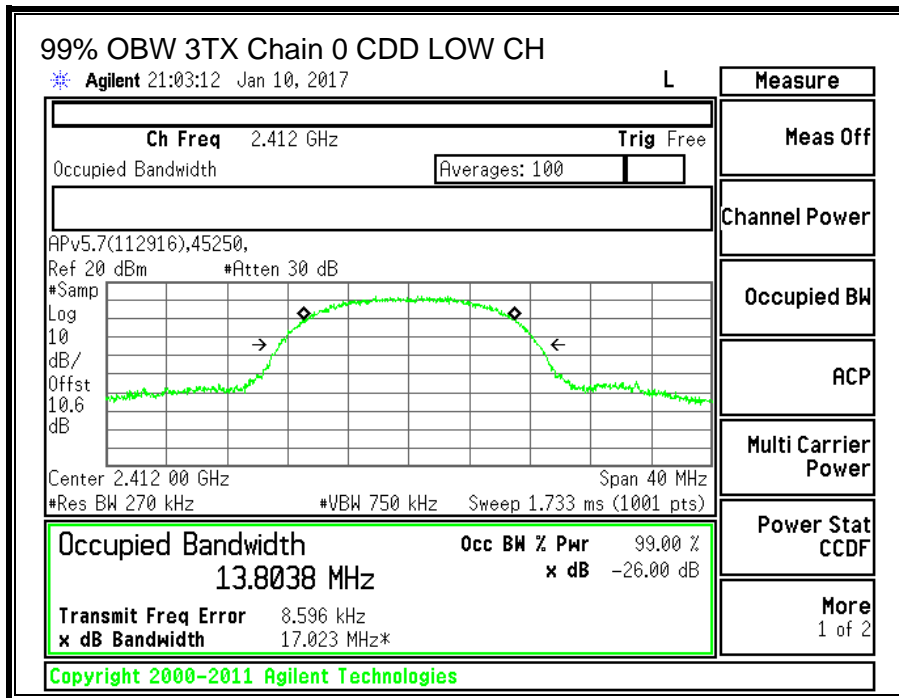 99% OBW 3TX Chain 0 CDD LOW CH
Agilent 21:03:12 Jan 10, 2017 L
Measure
Ch Freq 2.412 GHz Trig Free
Meas Off
Occupied Bandwidth Averages: 100
Channel Power
APv5.7(112916),45250,
Ref 20 dBm #Atten 30 dB
#Samp
Log
10
dB/
Offst
10.6
dB
Occupied BW
ACP
Multi Carrier
Power
Center 2.412 00 GHz Span 40 MHz
#Res BW 270 kHz #VBW 750 kHz Sweep 1.733 ms (1001 pts)
Power Stat
CCDF
Occupied Bandwidth Occ BW % Pwr 99.00 %
13.8038 MHz x dB -26.00 dB
Transmit Freq Error 8.596 kHz
x dB Bandwidth 17.023 MHz*
More
1 of 2
Copyright 2000-2011 Agilent Technologies